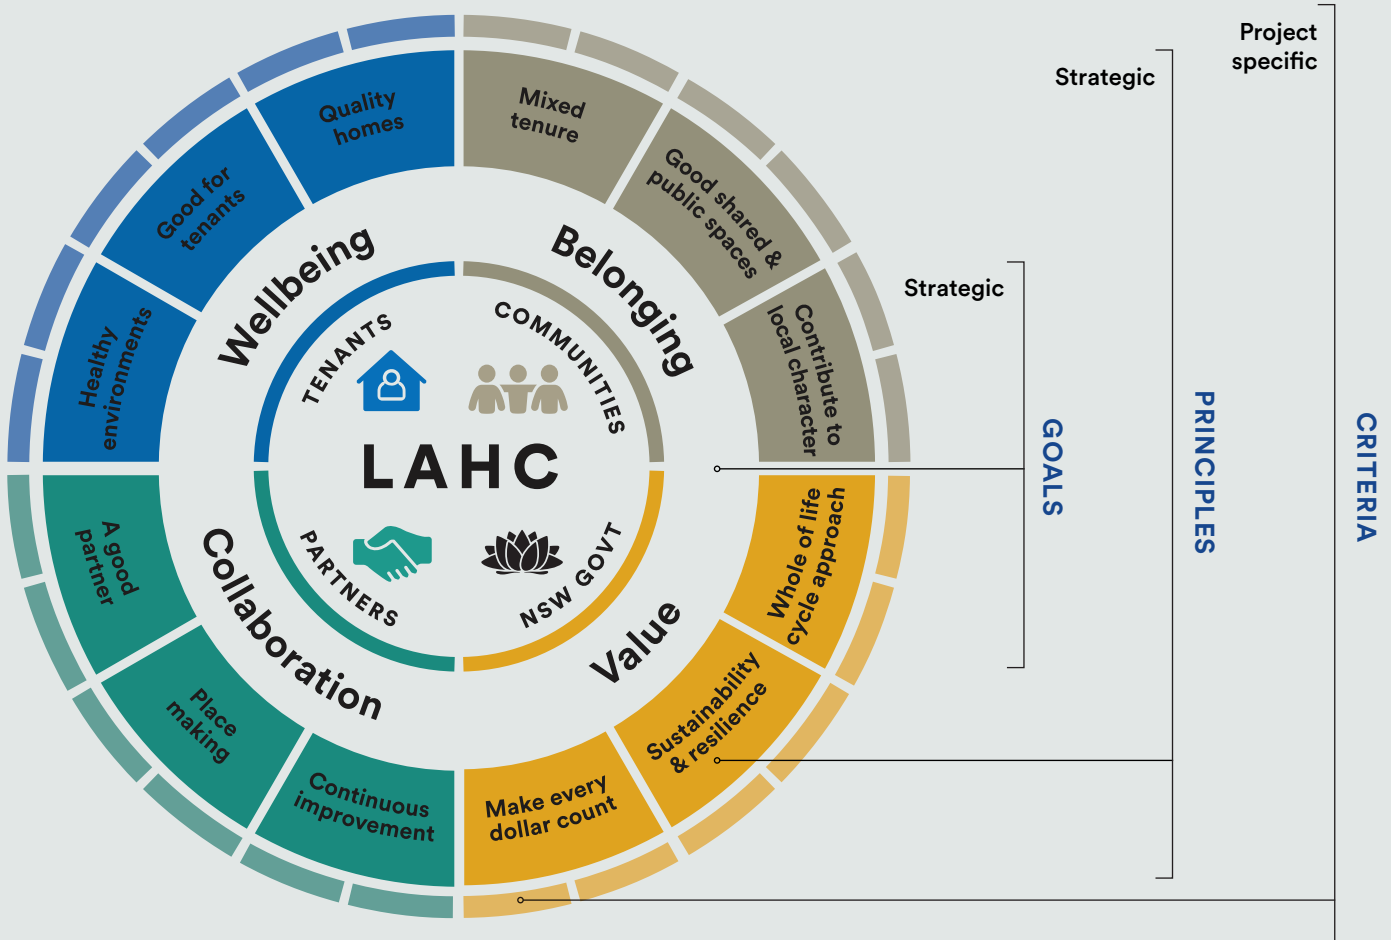 Project
specific
Strategic
Strategic
GOALS
PRINCIPLES
CRITERIA
Quality
homes
Good for
tenants
Healthy
environments
Mixed
tenure
Good shared &
public spaces
Contribute to
local character
Whole of life
cycle approach
Sustainability
& resilience
Make every
dollar count
Continuous
improvement
Place
making
A good
partner
Wellbeing
Belonging
Value
Collaboration
TENANTS
COMMUNITIES
LAHC
PARTNERS
NSW GOVT